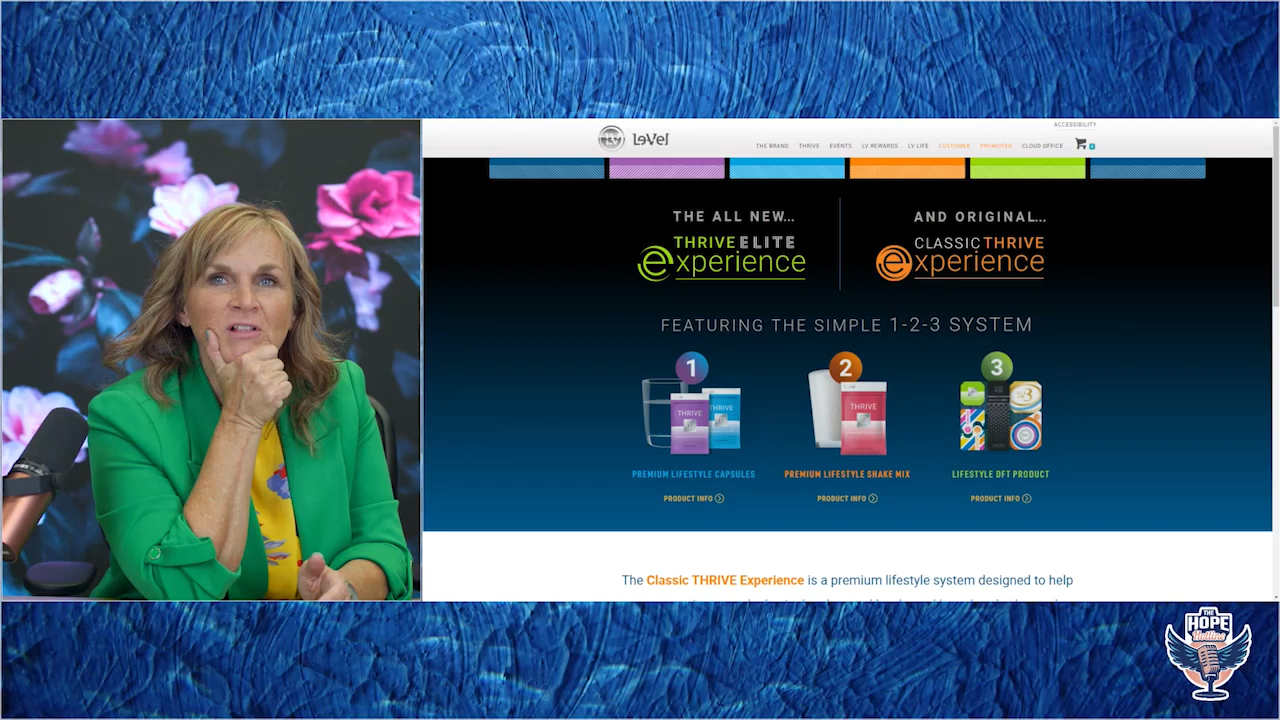 ACCESSIBILITY
LV
LeVel
THE BRAND THRIVE EVENTS LV REWARDS LV LIFE CUSTOMER PROMOTER CLOUD OFFICE
0
THE ALL NEW...
THRIVE ELITE
experience
AND ORIGINAL...
CLASSIC THRIVE
experience
FEATURING THE SIMPLE 1-2-3 SYSTEM
1
THRIVE
THRIVE
PREMIUM LIFESTYLE CAPSULES
PRODUCT INFO
2
THRIVE
PREMIUM LIFESTYLE SHAKE MIX
PRODUCT INFO
3
LIFESTYLE DFT PRODUCT
PRODUCT INFO
The Classic THRIVE Experience is a premium lifestyle system designed to help
THE
HOPE
Hotline